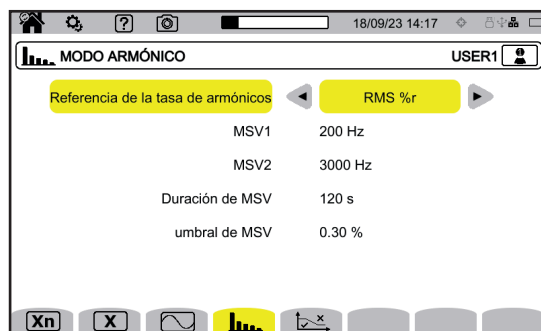 18/09/23 14:17
MODO ARMÓNICO USER1
Referencia de la tasa de armónicos RMS %r
MSV1 200 Hz
MSV2 3000 Hz
Duración de MSV 120 s
umbral de MSV 0.30 %
Xn X